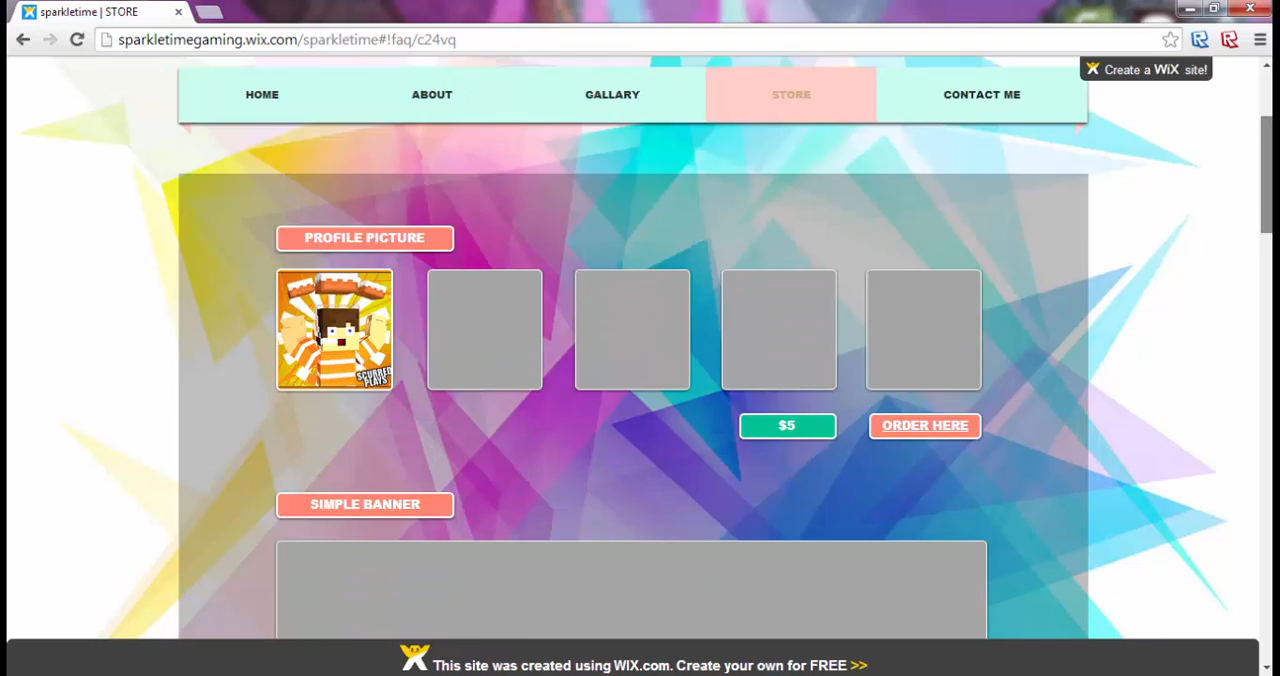 sparkletime | STORE
sparkletimegaming.wix.com/sparkletime#!faq/c24vq
Create a WiX site!
HOME
ABOUT
GALLARY
STORE
CONTACT ME
PROFILE PICTURE
SCURRED
PLAYS
$5
ORDER HERE
SIMPLE BANNER
This site was created using WIX.com. Create your own for FREE >>